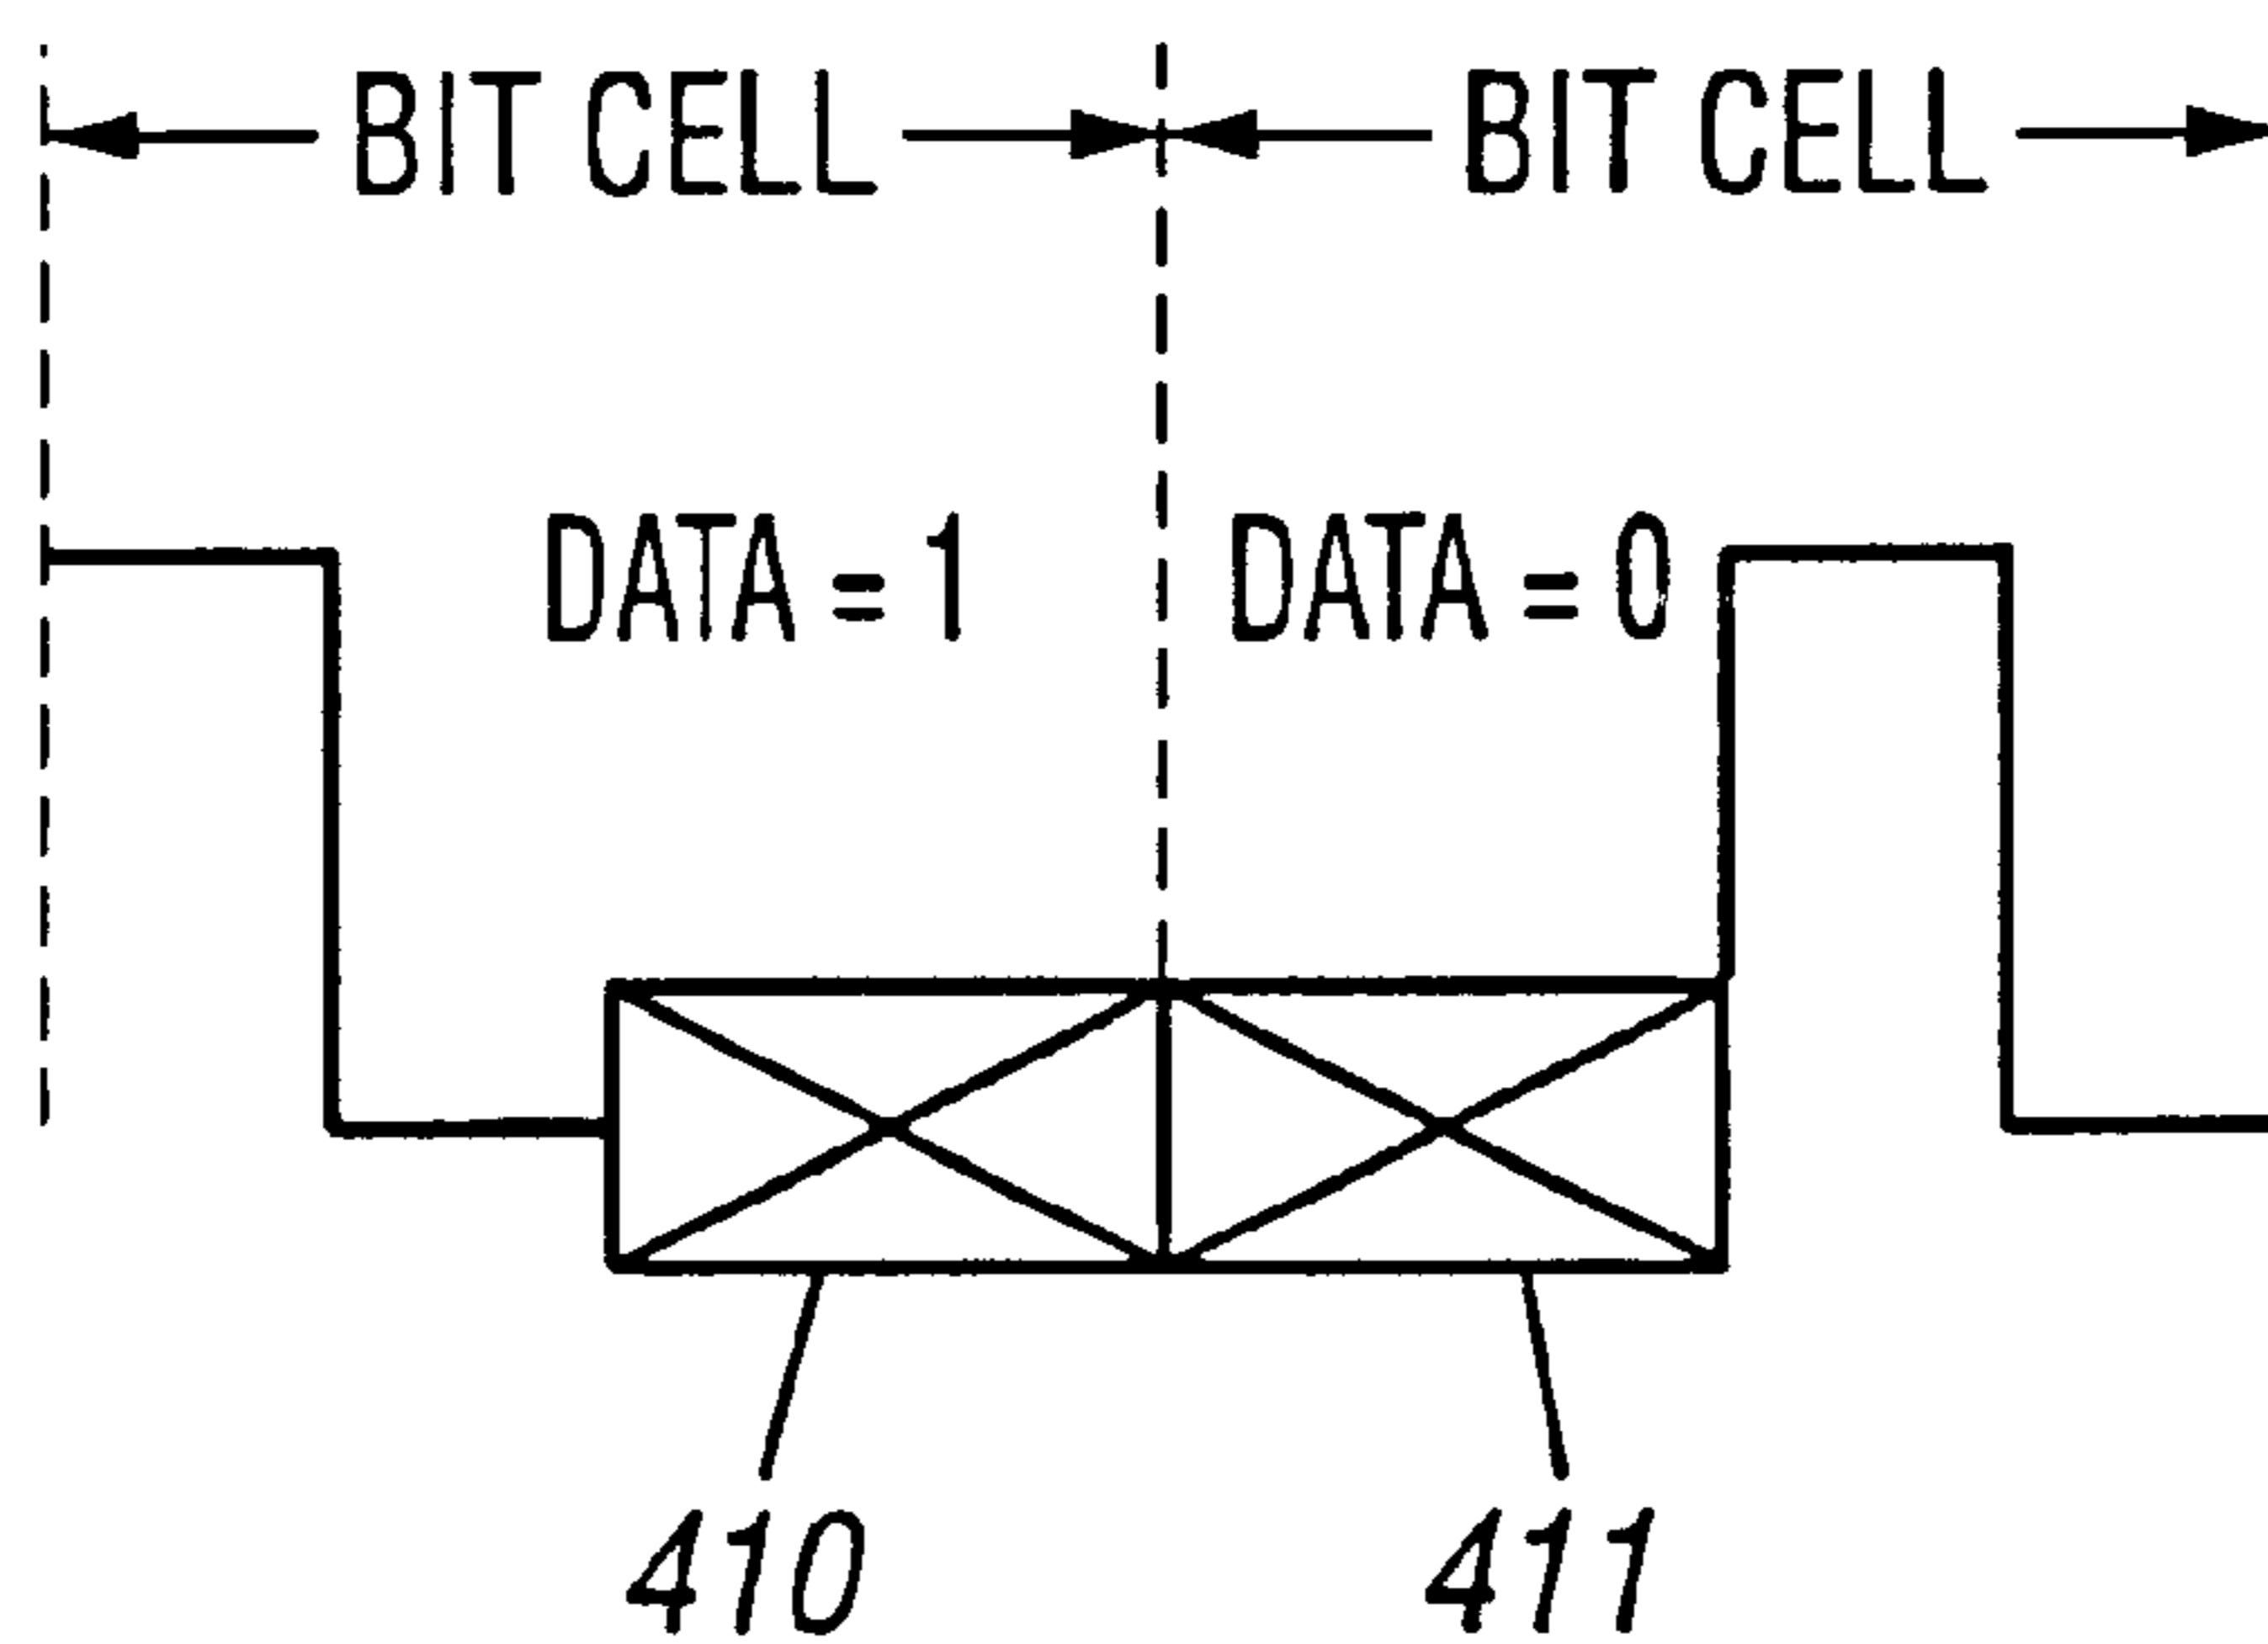 BIT CELL BIT CELL
DATA = 1 DATA = 0
410 411